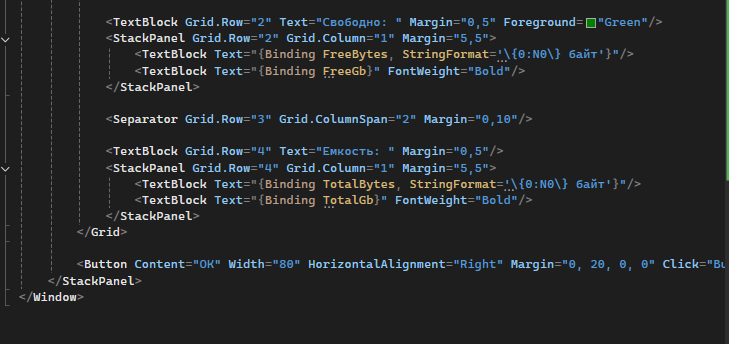 <TextBlock Grid.Row="2" Text="Свободно: " Margin="0,5" Foreground="Green"/>
<StackPanel Grid.Row="2" Grid.Column="1" Margin="5,5">
<TextBlock Text="{Binding FreeBytes, StringFormat='\{0:N0\} байт'}"/>
<TextBlock Text="{Binding FreeGb}" FontWeight="Bold"/>
</StackPanel>
<Separator Grid.Row="3" Grid.ColumnSpan="2" Margin="0,10"/>
<TextBlock Grid.Row="4" Text="Емкость: " Margin="0,5"/>
<StackPanel Grid.Row="4" Grid.Column="1" Margin="5,5">
<TextBlock Text="{Binding TotalBytes, StringFormat='\{0:N0\} байт'}"/>
<TextBlock Text="{Binding TotalGb}" FontWeight="Bold"/>
</StackPanel>
</Grid>
<Button Content="OK" Width="80" HorizontalAlignment="Right" Margin="0, 20, 0, 0" Click="Bu
</StackPanel>
</Window>